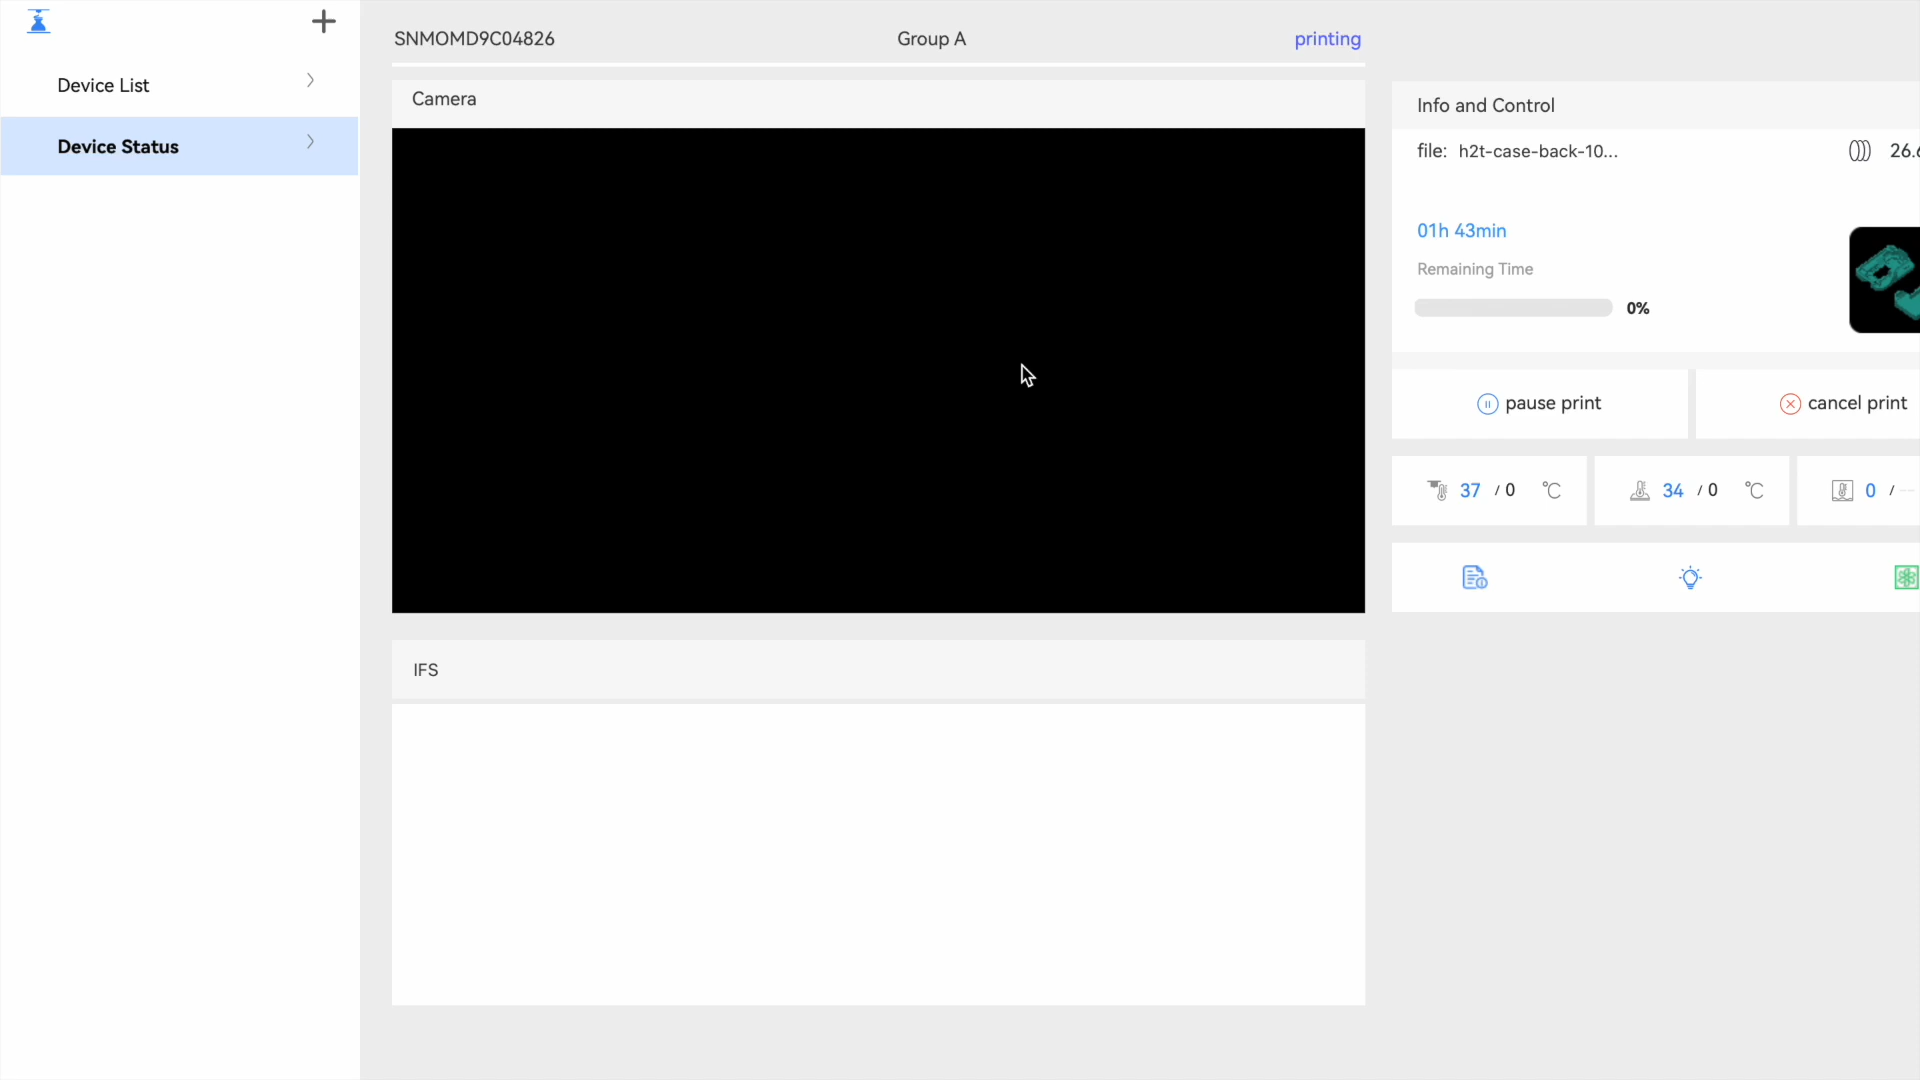 Device List
Device Status
SNMOMD9C04826 Group A printing
Camera
IFS
Info and Control
file: h2t-case-back-10...
01h 43min
Remaining Time
0%
pause print
cancel print
37 / 0 ℃
34 / 0 ℃
0 / --